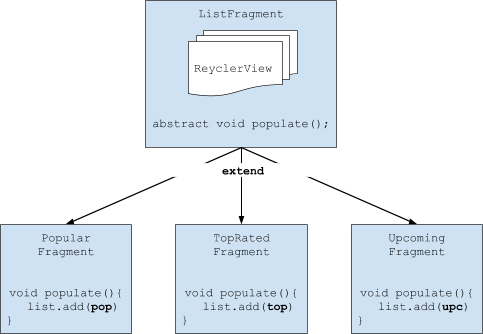 ListFragment
ReyclerView
abstract void populate();
extend
Popular
Fragment
void populate(){
list.add(pop)
}
TopRated
Fragment
void populate(){
list.add(top)
}
Upcoming
Fragment
void populate(){
list.add(upc)
}